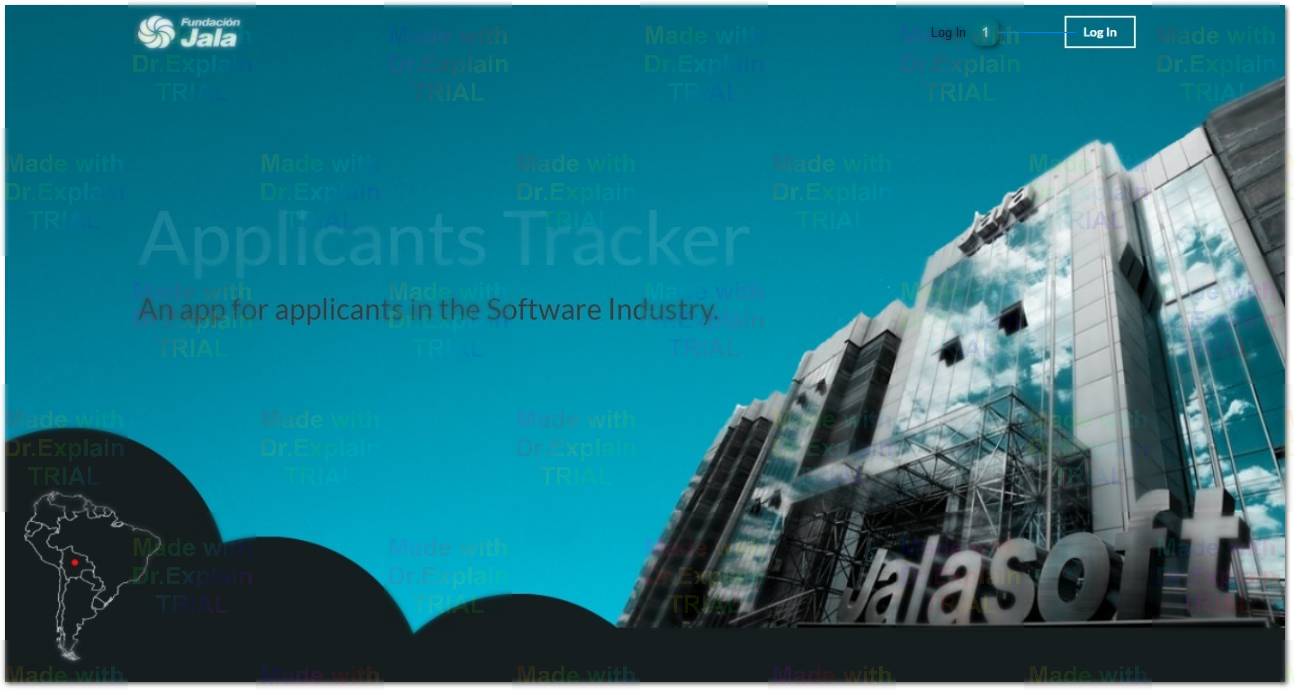 Fundación
Jala
Log In
1
Log In
Applicants Tracker
An app for applicants in the Software Industry.
Jala
Jalasoft
Made with
Dr.Explain
TRIAL